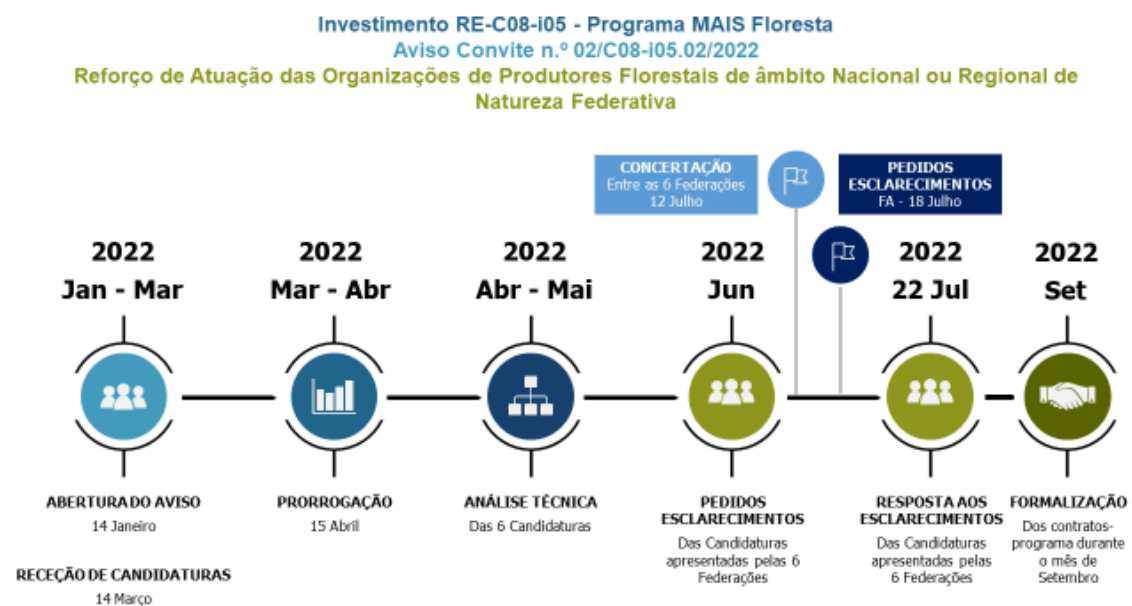 Investimento RE-C08-i05 - Programa MAIS Floresta
Aviso Convite n.º 02/C08-i05.02/2022
Reforço de Atuação das Organizações de Produtores Florestais de âmbito Nacional ou Regional de
Natureza Federativa
CONCERTAÇÃO
Entre as 6 Federações
12 Julho
PEDIDOS
ESCLARECIMENTOS
FA - 18 Julho
2022
Jan - Mar
2022
Mar - Abr
2022
Abr - Mai
2022
Jun
2022
22 Jul
2022
Set
ABERTURA DO AVISO
14 Janeiro
RECEÇÃO DE CANDIDATURAS
14 Março
PRORROGAÇÃO
15 Abril
ANÁLISE TÉCNICA
Das 6 Candidaturas
PEDIDOS
ESCLARECIMENTOS
Das Candidaturas
apresentadas pelas 6
Federações
RESPOSTA AOS
ESCLARECIMENTOS
Das Candidaturas
apresentadas pelas
6 Federações
FORMALIZAÇÃO
Dos contratos-
programa durante
o mês de
Setembro